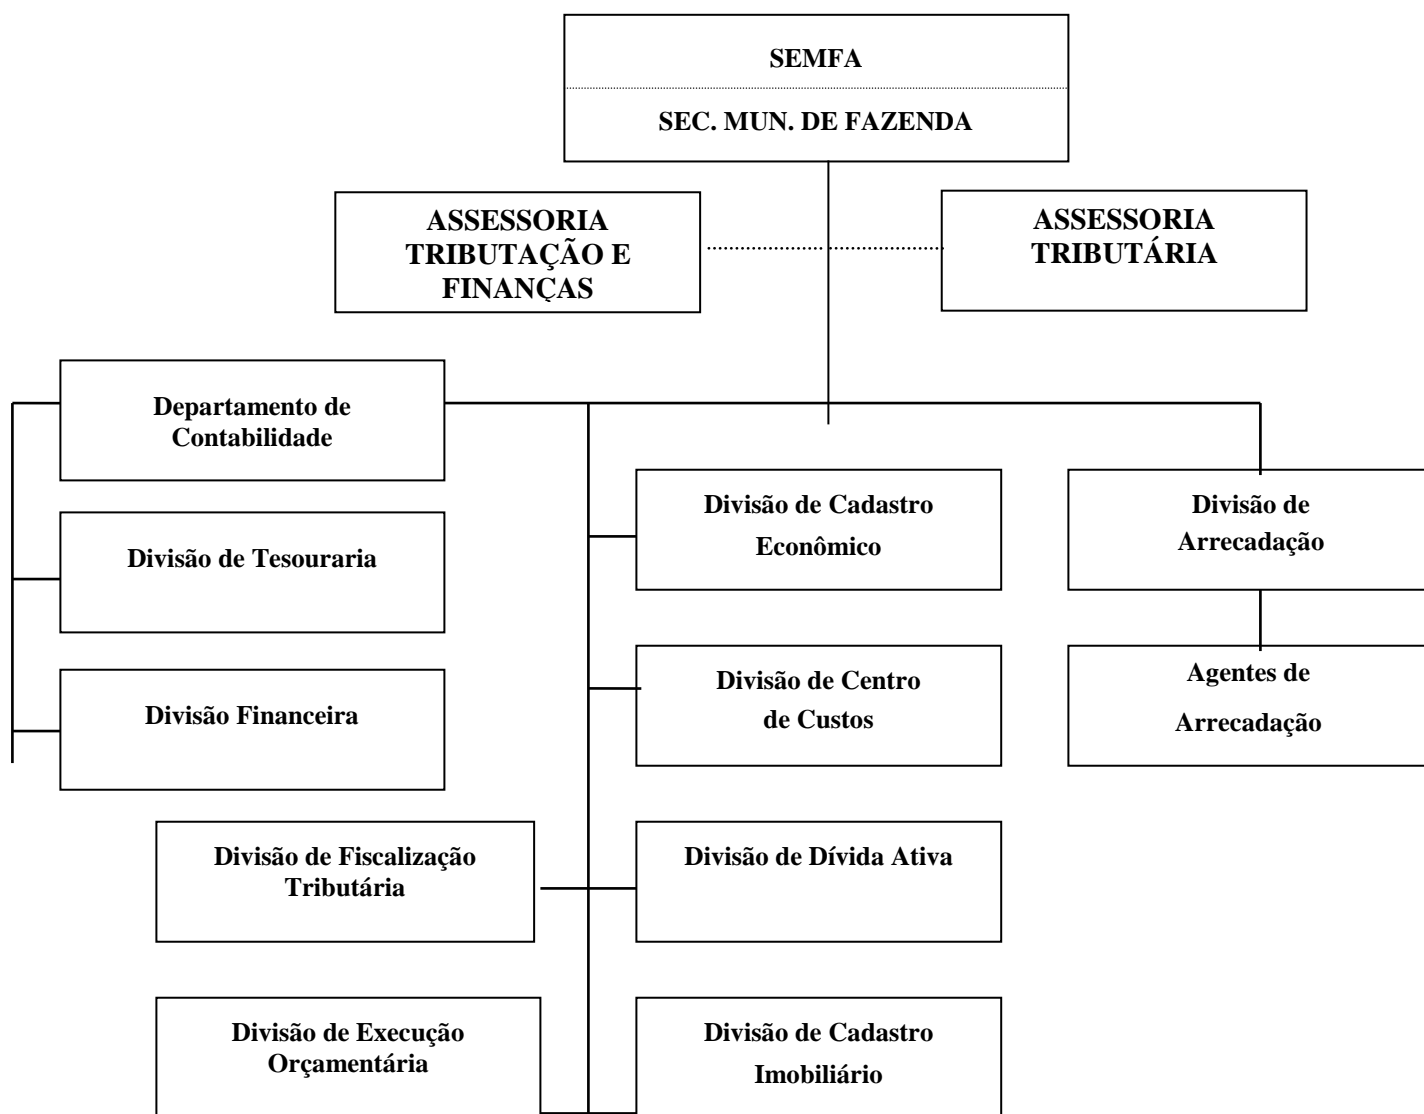 SEMFA
SEC. MUN. DE FAZENDA
ASSESSORIA
TRIBUTAÇÃO E
FINANÇAS
ASSESSORIA
TRIBUTÁRIA
Departamento de
Contabilidade
Divisão de Tesouraria
Divisão Financeira
Divisão de Cadastro
Econômico
Divisão de Arrecadação
Divisão de Centro
de Custos
Agentes de
Arrecadação
Divisão de Fiscalização
Tributária
Divisão de Dívida Ativa
Divisão de Execução
Orçamentária
Divisão de Cadastro
Imobiliário